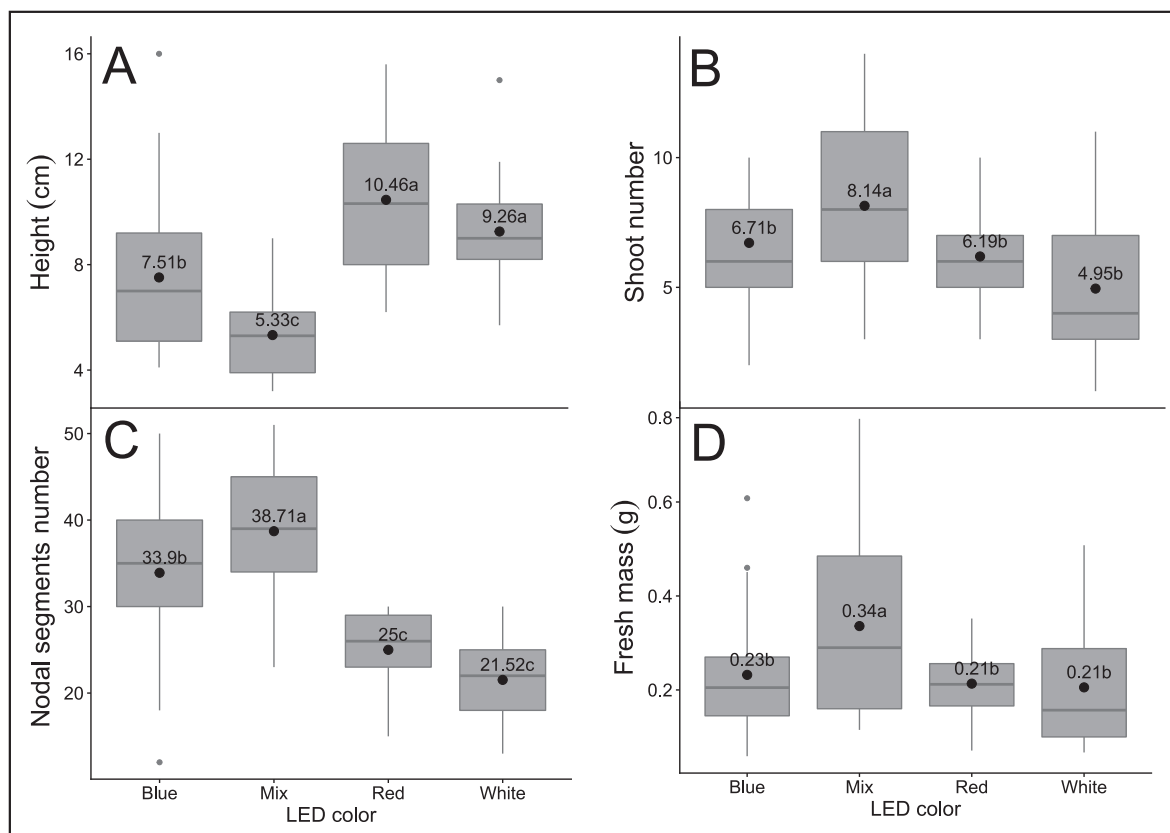 A
Height (cm)
16
12
8
4
7.51b
5.33c
10.46a
9.26a
B
Shoot number
10
5
6.71b
8.14a
6.19b
4.95b
C
Nodal segments number
50
40
30
20
33.9b
38.71a
25c
21.52c
Blue Mix Red White
LED color
D
Fresh mass (g)
0.8
0.6
0.4
0.2
0.23b
0.34a
0.21b
0.21b
Blue Mix Red White
LED color